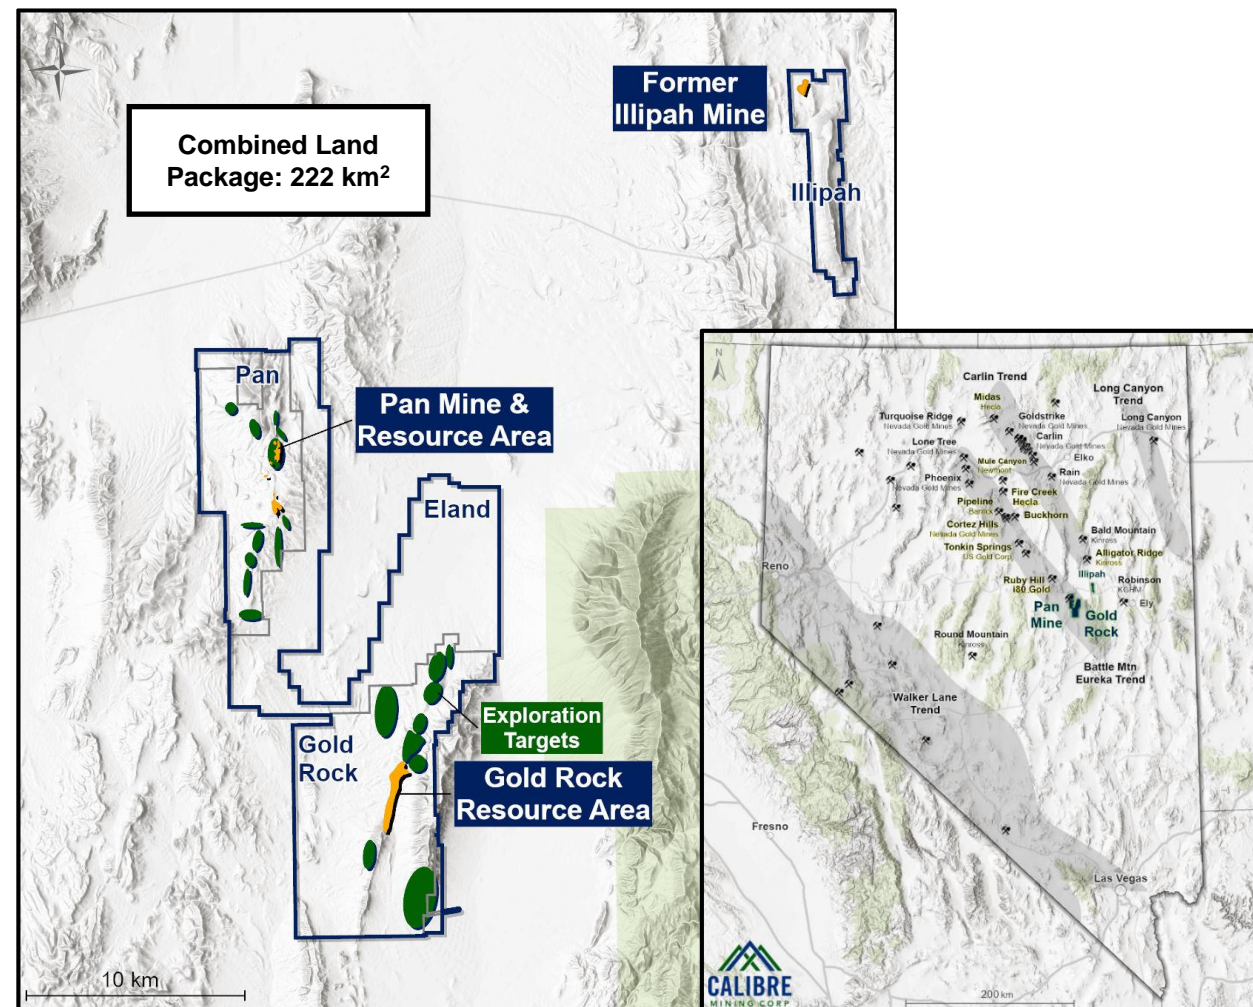 Combined Land
Package: 222 km²
Former
Illipah Mine
Illipah
Pan
Pan Mine &
Resource Area
Eland
Exploration
Targets
Gold
Rock
Gold Rock
Resource Area
10 km
N
Carlin Trend
Midas
Hecla
Long Canyon
Trend
Turquoise Ridge
Nevada Gold Mines
Goldstrike
Nevada Gold Mines
Long Canyon
Nevada Gold Mines
Carlin
Nevada Gold Mines
Lone Tree
Nevada Gold Mines
Elko
Mule Canyon
Newmont
Rain
Nevada Gold Mines
Phoenix
Nevada Gold Mines
Fire Creek
Hecla
Pipeline
Barrick
Buckhorn
Cortez Hills
Nevada Gold Mines
Bald Mountain
Kinross
Tonkin Springs
US Gold Corp
Alligator Ridge
Kinross
Reno
Illipah
Ruby Hill
i80 Gold
Robinson
KGHM
Ely
Pan
Mine
Gold
Rock
Round Mountain
Kinross
Battle Mtn
Eureka Trend
Walker Lane
Trend
Fresno
Las Vegas
CALIBRE
MINING CORP
200 km